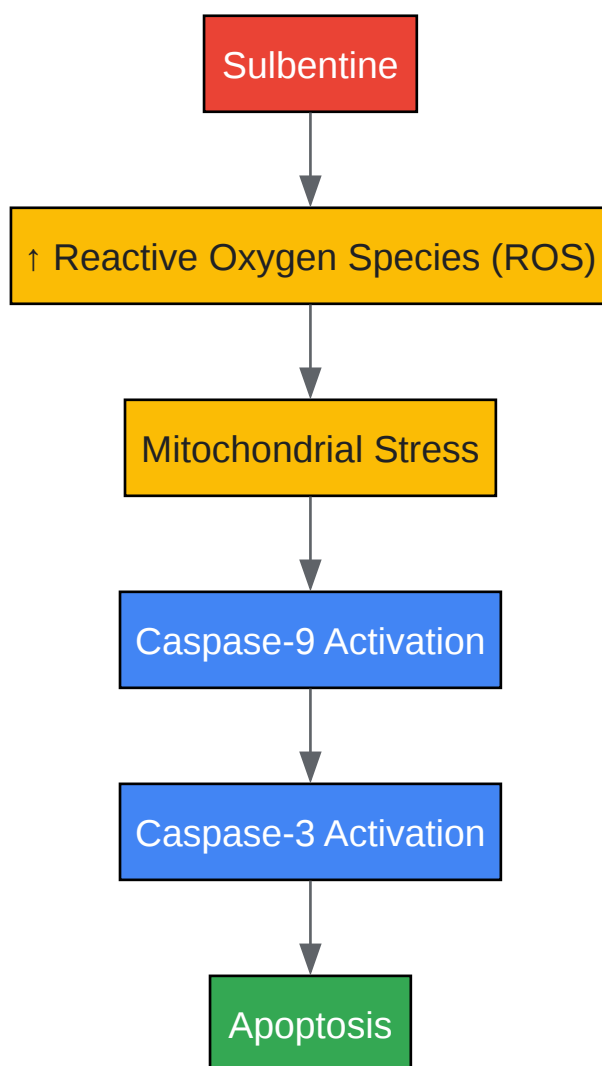 Sulbentine
↑ Reactive Oxygen Species (ROS)
Mitochondrial Stress
Caspase-9 Activation
Caspase-3 Activation
Apoptosis